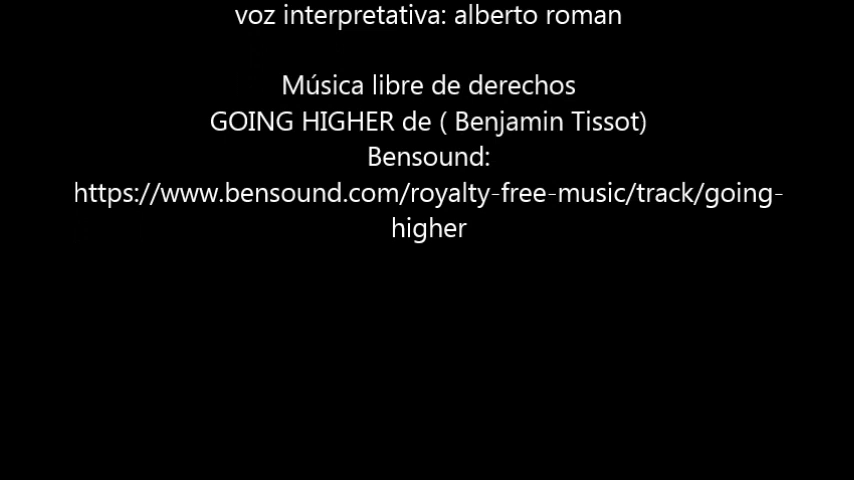 voz interpretativa: alberto roman
Música libre de derechos
GOING HIGHER de ( Benjamin Tissot)
Bensound:
https://www.bensound.com/royalty-free-music/track/going-
higher